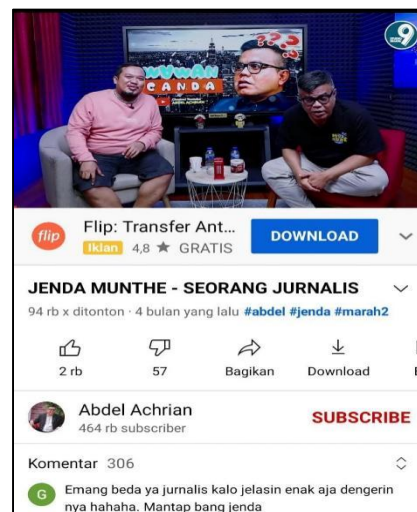 WAWAN
CANDA
???
9
flip
Flip: Transfer Ant...
Iklan 4,8 ★ GRATIS
DOWNLOAD
JENDA MUNTHE - SEORANG JURNALIS
94 rb x ditonton · 4 bulan yang lalu #abdel #jenda #marah2
2 rb
57
Bagikan
Download
Abdel Achrian
464 rb subscriber
SUBSCRIBE
Komentar 306
G
Emang beda ya jurnalis kalo jelasin enak aja dengerin
nya hahaha. Mantap bang jenda